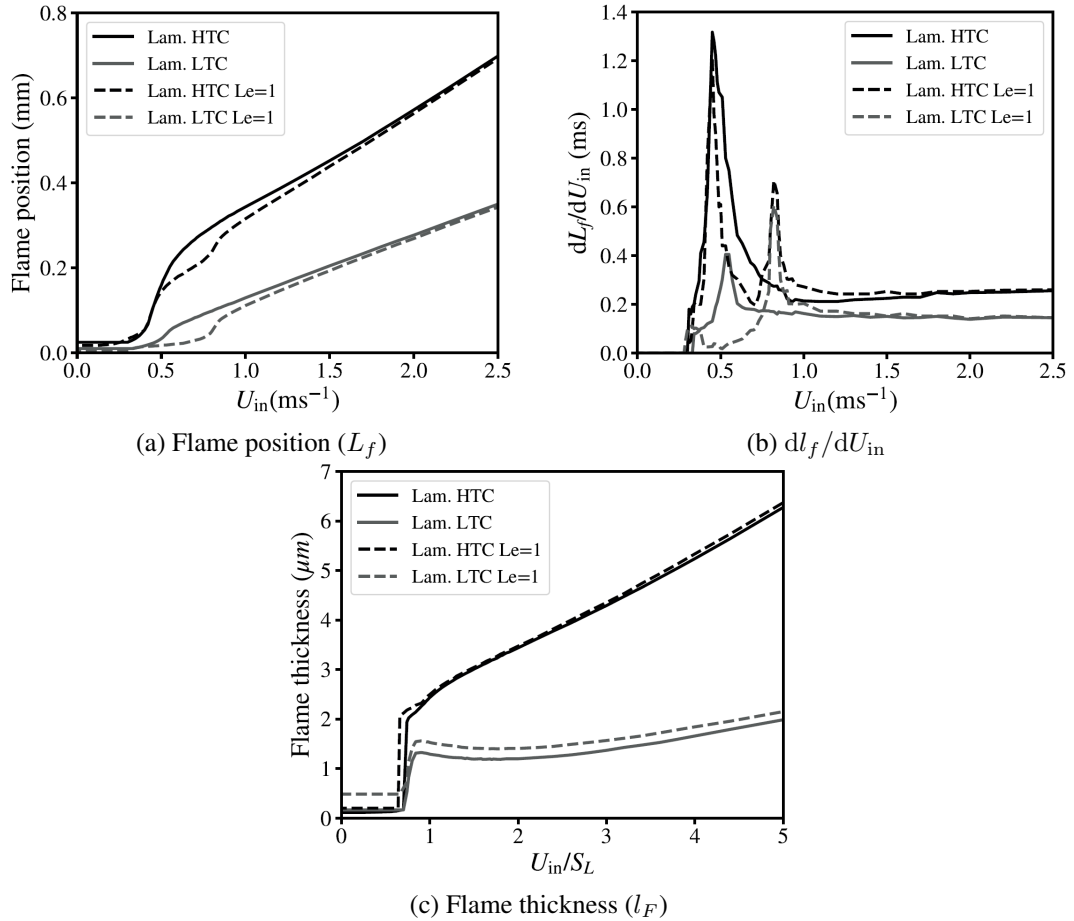 0.8
0.6
0.4
0.2
0.0
Flame position (mm)
Lam. HTC
Lam. LTC
Lam. HTC Le=1
Lam. LTC Le=1
0.0 0.5 1.0 1.5 2.0 2.5
U_in(ms⁻¹)
(a) Flame position (L_f)
1.4
1.2
1.0
0.8
0.6
0.4
0.2
0.0
dL_f/dU_in (ms)
Lam. HTC
Lam. LTC
Lam. HTC Le=1
Lam. LTC Le=1
0.0 0.5 1.0 1.5 2.0 2.5
U_in(ms⁻¹)
(b) dl_f/dU_in
7
6
5
4
3
2
1
0
Flame thickness (μm)
Lam. HTC
Lam. LTC
Lam. HTC Le=1
Lam. LTC Le=1
0 1 2 3 4 5
U_in/S_L
(c) Flame thickness (l_F)